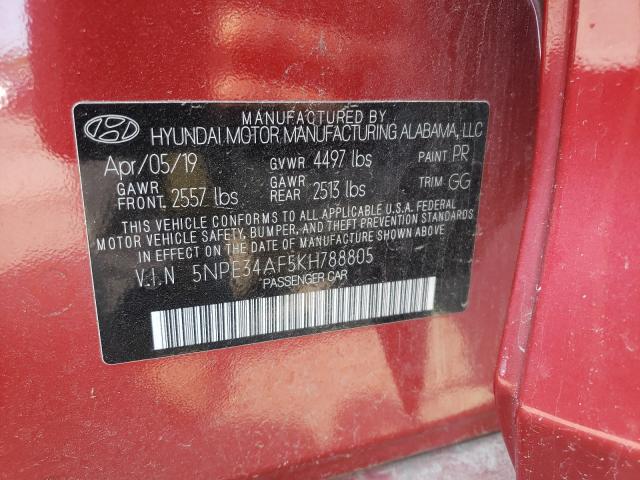 MANUFACTURED BY
HYUNDAI MOTOR MANUFACTURING ALABAMA, LLC
Apr/05/19 GVWR 4497 lbs PAINT PR
GAWR FRONT 2557 lbs GAWR REAR 2513 lbs TRIM GG
THIS VEHICLE CONFORMS TO ALL APPLICABLE U.S.A. FEDERAL
MOTOR VEHICLE SAFETY, BUMPER, AND THEFT PREVENTION STANDARDS
IN EFFECT ON THE DATE OF MANUFACTURE SHOWN ABOVE
V.I.N 5NPE34AF5KH788805
PASSENGER CAR